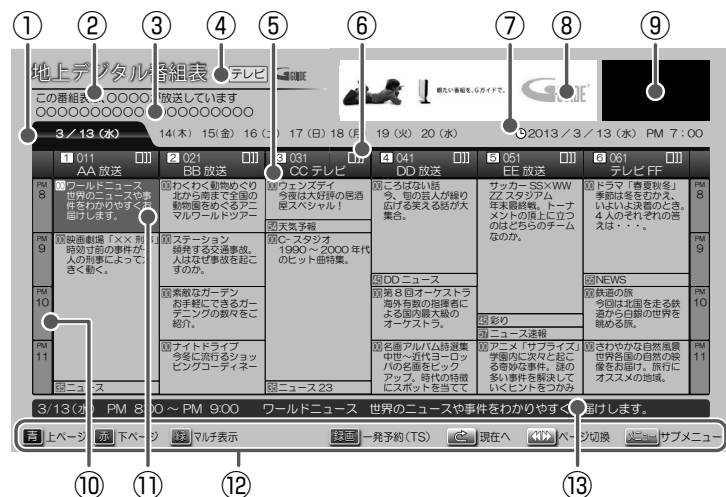 ① ② ③ ④ ⑤ ⑥ ⑦ ⑧ ⑨
地上デジタル番組表 テレビ G GUIDE
観たい番組を、Gガイドで。 G GUIDE
この番組表 〇〇〇〇 放送しています
〇〇〇〇〇〇〇〇〇〇〇〇〇〇〇〇〇〇
3/13(水) 14(木) 15(金) 16 17(日) 18(月) 19(火) 20(水) 2013/3/13(水) PM 7:00
1 011 2 021 3 031 4 041 5 051 6 061
AA 放送 BB 放送 CC テレビ DD 放送 EE 放送 テレビ FF
PM 8
PM 9
PM 10
PM 11
00 ワールドニュース
世界のニュースや事
件をわかりやすくお
届けします。
00 映画劇場「×× 刑事」
時効寸前の事件が
人の刑事によって
きく動く。
55 ニュース
00 わくわく動物めぐり
北から南まで全国の
動物園をめぐるアニ
マルワールドツアー
00 ステーション
頻発する交通事故。
人はなぜ事故を起こ
すのか。
00 素敵なガーデン
お手軽にできるガー
デニングの数々をご
紹介。
00 ナイトドライブ
今冬に流行るショッ
ピングコーディネー
00 ウェンズデイ
今夜は大好評の居酒
屋スペシャル！
54 天気予報
00 C-スタジオ
1990～2000年代
のヒット曲特集。
55 ニュース23
00 ころばない話
今、旬の芸人が繰り
広げる笑える話が大
集合。
45 DD ニュース
00 第8回オーケストラ
海外有数の指揮者に
よる国内最大級の
オーケストラ。
00 名画アルバム詩選集
中世～近代ヨーロッ
パの名画をピック
アップ。時代の特徴
にスポットを当てて
サッカー SS×WW
ZZ スタジアム
年末最終戦。トーナ
メントの頂上に立つ
のはどちらのチーム
なのか。
45 彩り
57 ニュース速報
00 アニメ「サプライズ」
学園内に次々と起こ
る奇妙な事件。謎の
多い事件を解決して
いくヒントをつかみ
00 ドラマ「春夏秋冬」
季節は冬をむかえ、
いよいよ決着のとき。
4人のそれぞれの答
えは・・・。
55 NEWS
00 鉄道の旅
今回は北国を走る鉄
道から白銀の世界を
眺める旅。
00 さわやかな自然風景
世界各国の自然の映
像をお届け。旅行に
オススメの地域。
PM 8
PM 9
PM 10
PM 11
3/13(水) PM 8:00～PM 9:00 ワールドニュース 世界のニュースや事件をわかりやすくお届けします。
青 上ページ 赤 下ページ 緑 マルチ表示 録画 一発予約(TS) 現在へ ページ切換 メニュー サブメニュー
⑩ ⑪ ⑫ ⑬